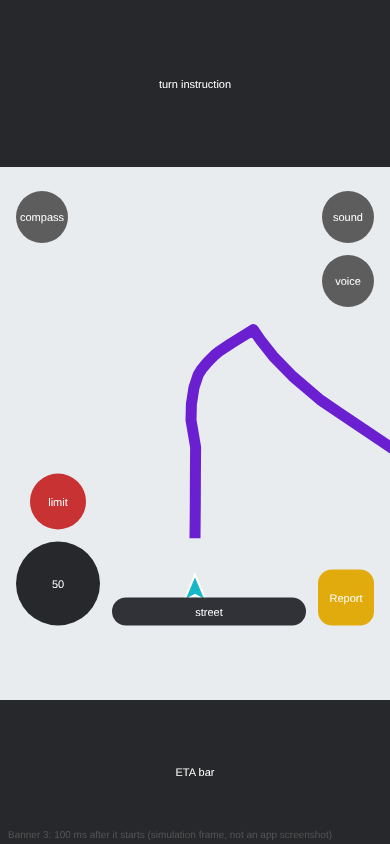 turn instruction
compass
sound
voice
limit
50
Report
street
ETA bar
Banner 3: 100 ms after it starts (simulation frame, not an app screenshot)